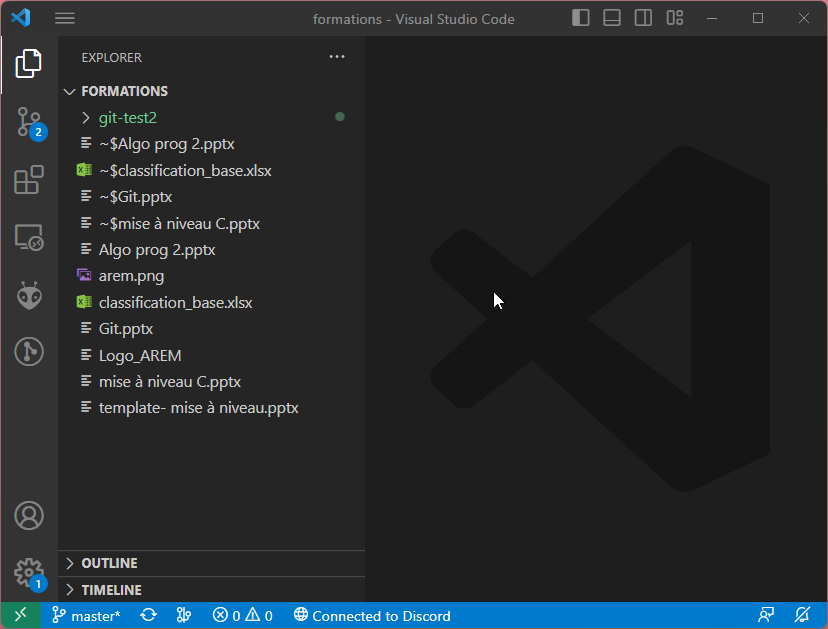 formations - Visual Studio Code
EXPLORER
FORMATIONS
git-test2
2
~$Algo prog 2.pptx
~$classification_base.xlsx
~$Git.pptx
~$mise à niveau C.pptx
Algo prog 2.pptx
arem.png
classification_base.xlsx
Git.pptx
Logo_AREM
mise à niveau C.pptx
template- mise à niveau.pptx
OUTLINE
1
TIMELINE
master* 0 0 Connected to Discord